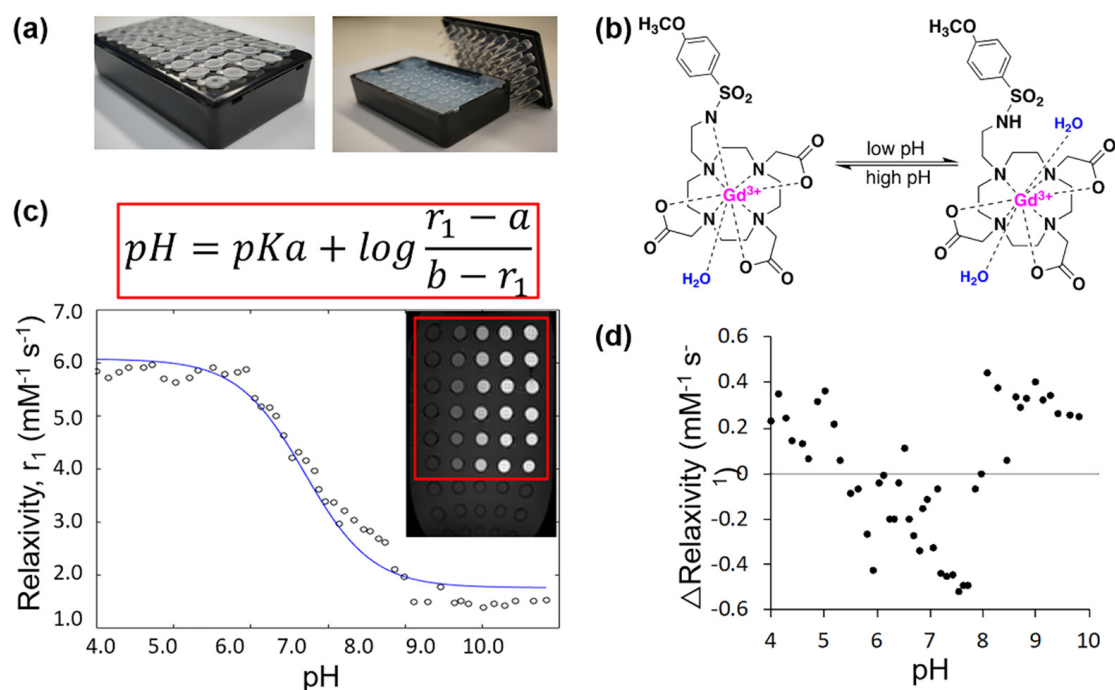 (a)
(b)
H₃CO
SO₂
N
N
N
N
N
O
O
O
O
O
O
Gd³⁺
H₂O
low pH
high pH
H₃CO
SO₂
NH
H₂O
N
N
N
N
O
O
O
O
O
O
Gd³⁺
H₂O
(c)
pH = pKa + log (r₁ − a) / (b − r₁)
7.0
6.0
5.0
4.0
3.0
2.0
1.0
Relaxivity, r₁ (mM⁻¹ s⁻¹)
4.0 5.0 6.0 7.0 8.0 9.0 10.0
pH
(d)
0.6
0.4
0.2
0
-0.2
-0.4
-0.6
△Relaxivity (mM⁻¹ s⁻
¹)
4 5 6 7 8 9 10
pH